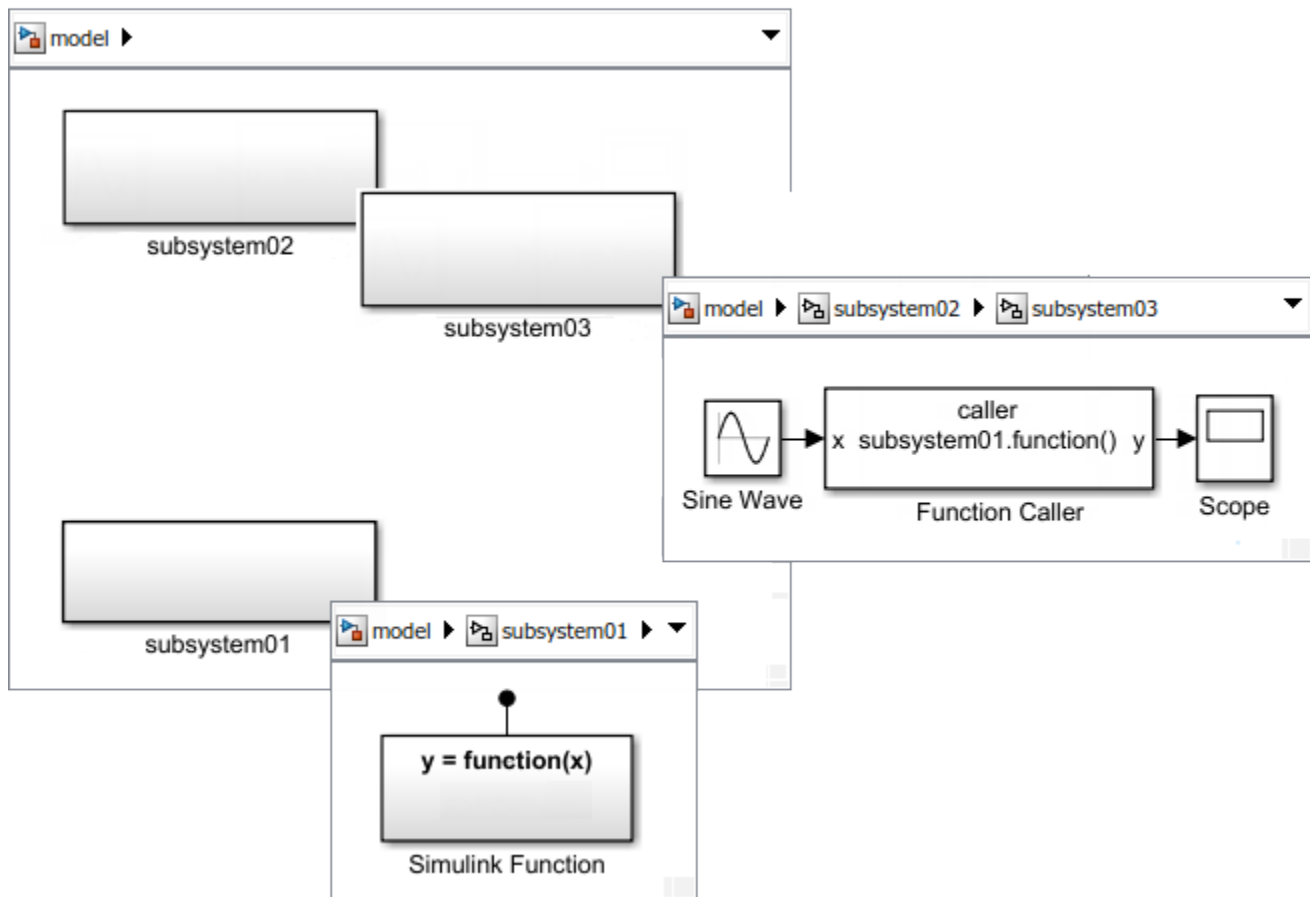 model
subsystem02
subsystem03
model subsystem02 subsystem03
caller
x subsystem01.function() y
Sine Wave
Function Caller
Scope
subsystem01
model subsystem01
y = function(x)
Simulink Function